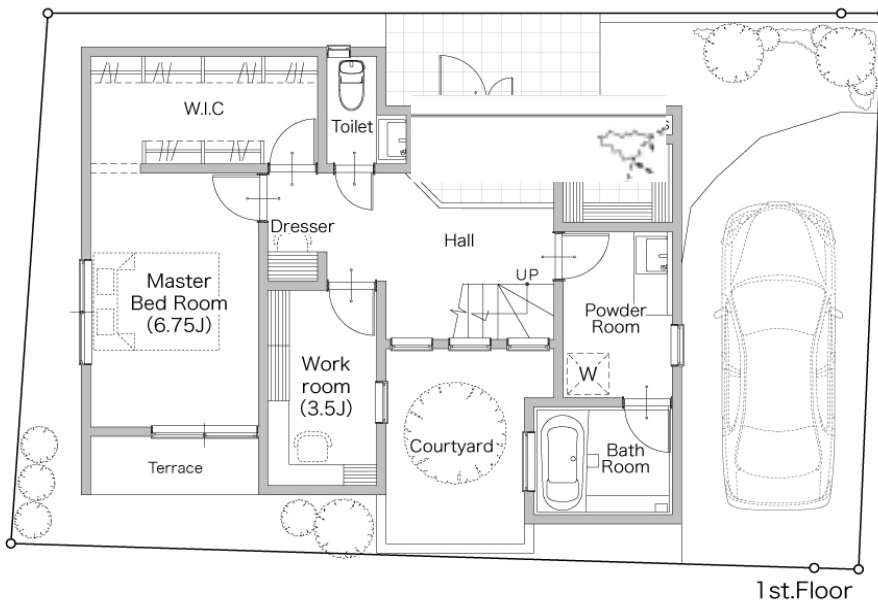 W.I.C
Toilet
Dresser
Hall
UP
Master
Bed Room
(6.75J)
Powder
Room
Work
room
(3.5J)
W
Courtyard
Bath
Room
Terrace
1st.Floor